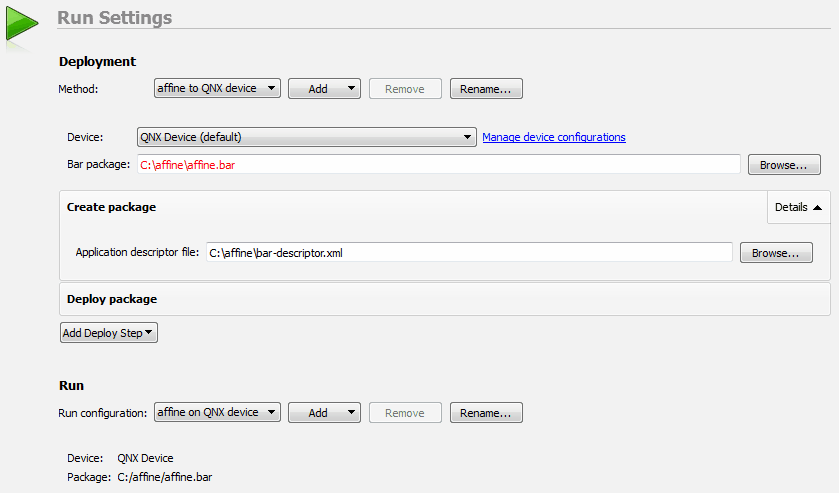 Run Settings
Deployment
Method: affine to QNX device Add Remove Rename...
Device: QNX Device (default) Manage device configurations
Bar package: C:\affine\affine.bar Browse...
Create package Details
Application descriptor file: C:\affine\bar-descriptor.xml Browse...
Deploy package
Add Deploy Step
Run
Run configuration: affine on QNX device Add Remove Rename...
Device: QNX Device
Package: C:/affine/affine.bar